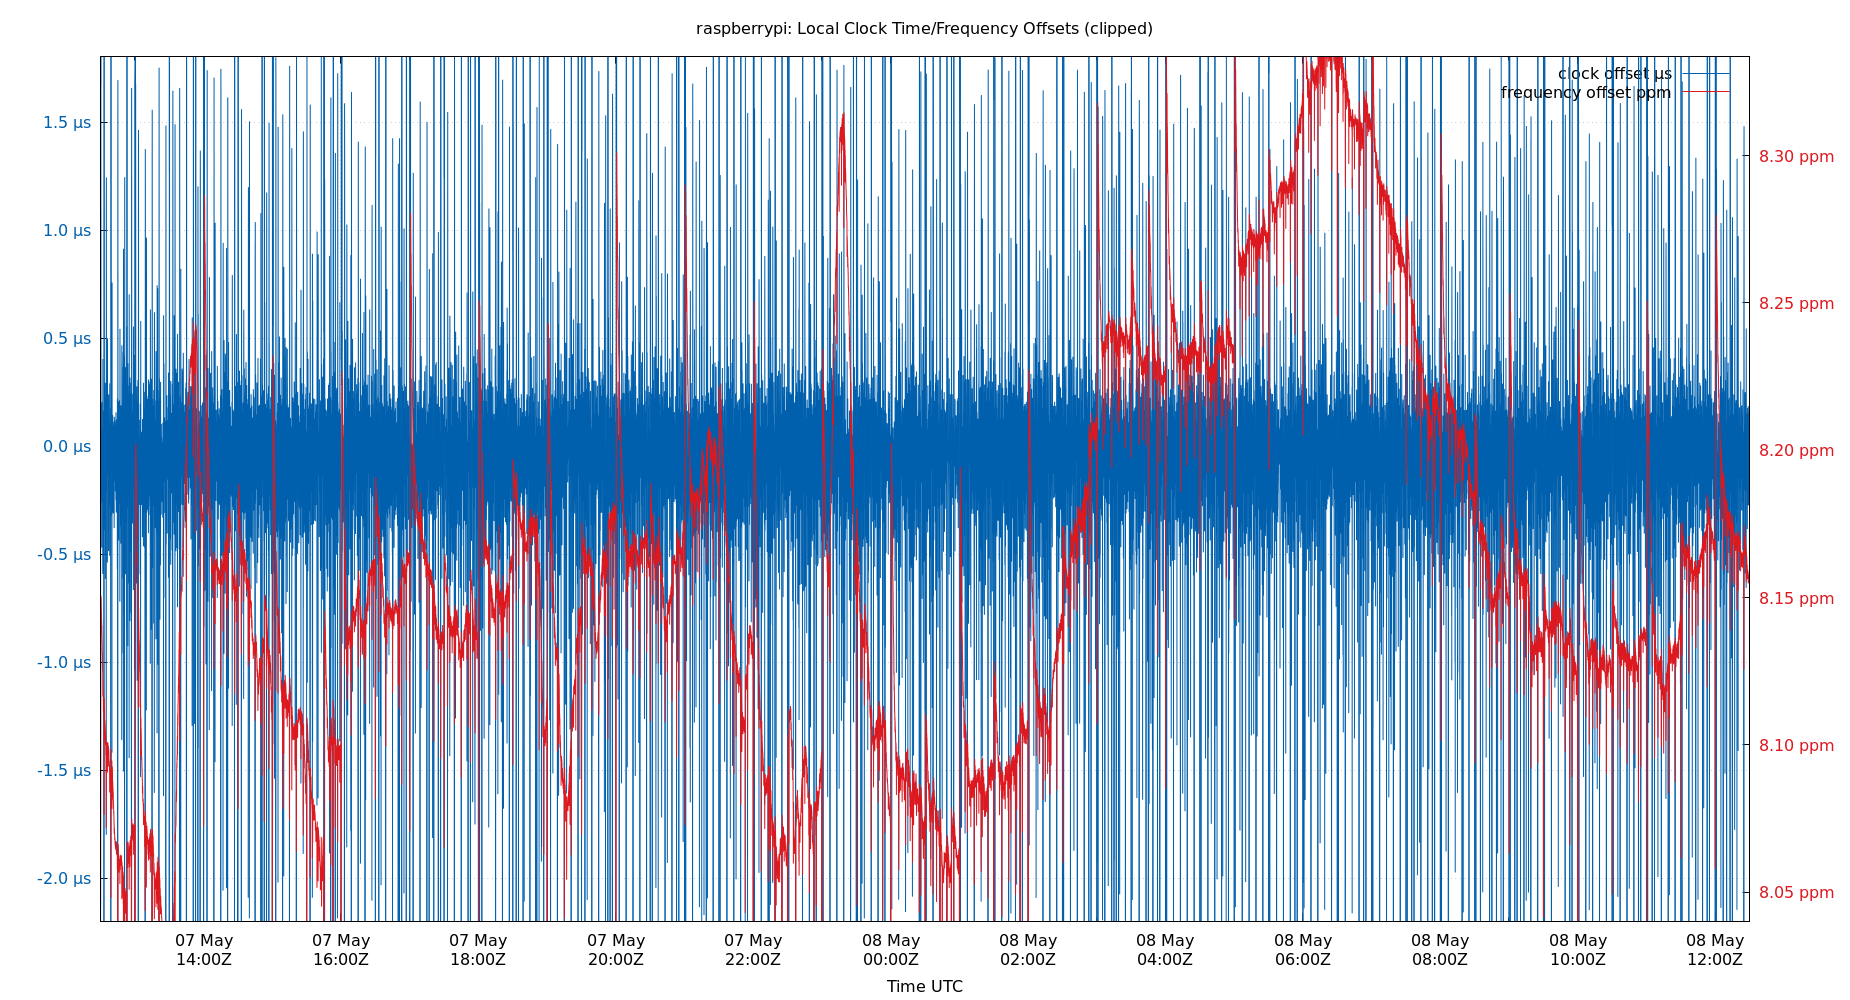 raspberrypi: Local Clock Time/Frequency Offsets (clipped)
clock offset µs
frequency offset ppm
1.5 µs
1.0 µs
0.5 µs
0.0 µs
-0.5 µs
-1.0 µs
-1.5 µs
-2.0 µs
8.30 ppm
8.25 ppm
8.20 ppm
8.15 ppm
8.10 ppm
8.05 ppm
07 May 07 May 07 May 07 May 07 May 08 May 08 May 08 May 08 May 08 May 08 May 08 May
14:00Z 16:00Z 18:00Z 20:00Z 22:00Z 00:00Z 02:00Z 04:00Z 06:00Z 08:00Z 10:00Z 12:00Z
Time UTC